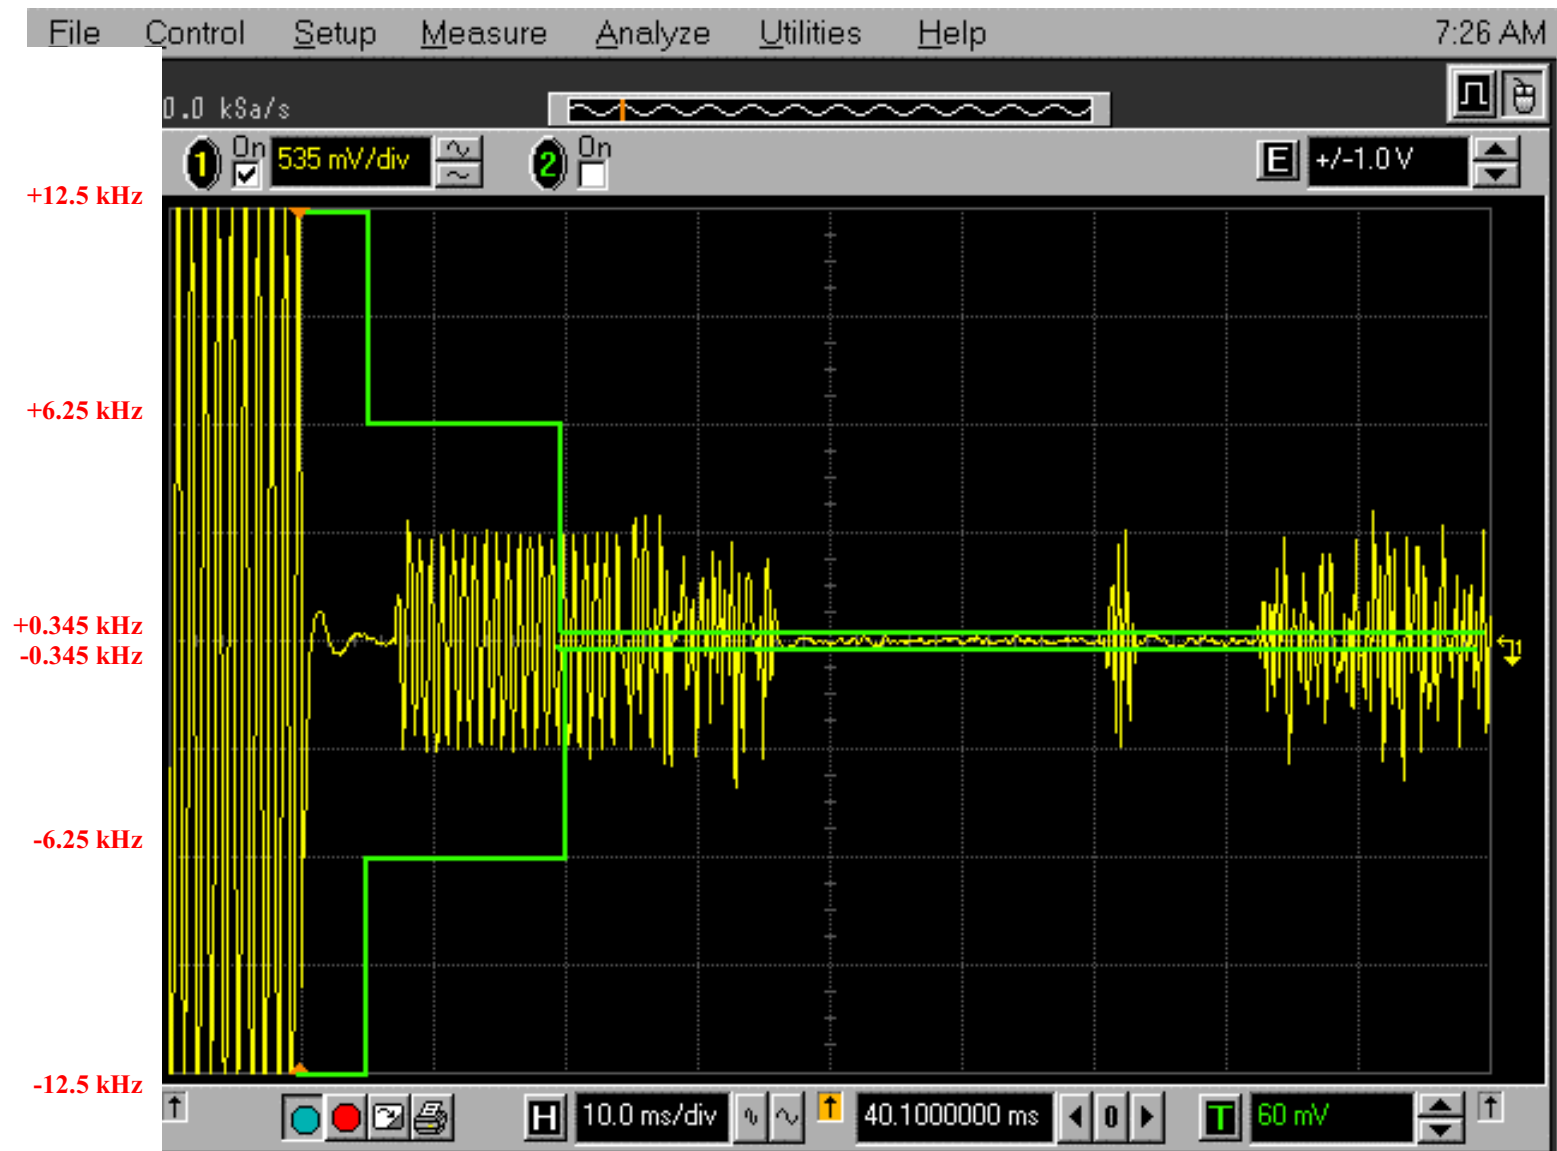 File Control Setup Measure Analyze Utilities Help 7:26 AM
0.0 kSa/s
1 On 535 mV/div 2 On E +/-1.0 V
+12.5 kHz
+6.25 kHz
+0.345 kHz
-0.345 kHz
-6.25 kHz
-12.5 kHz
H 10.0 ms/div 40.1000000 ms 0 T 60 mV